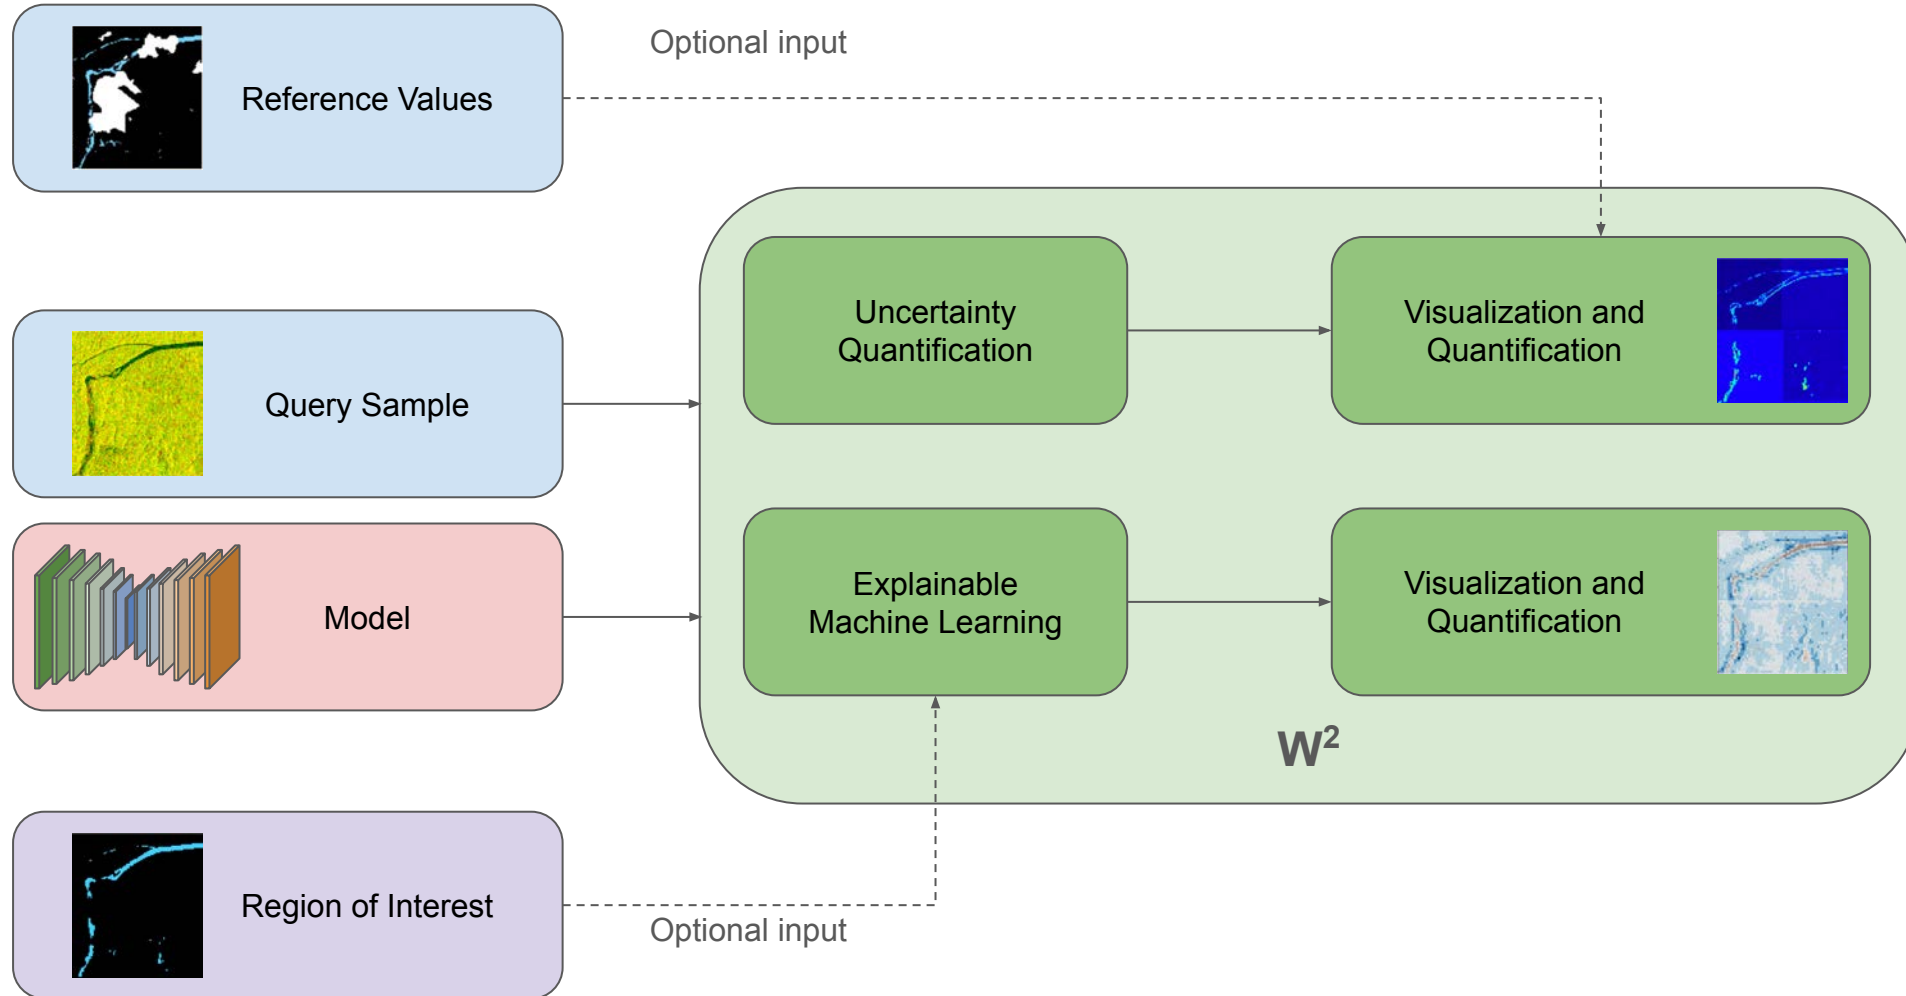 Optional input
Reference Values
Uncertainty
Quantification
Visualization and
Quantification
Query Sample
Explainable
Machine Learning
Visualization and
Quantification
Model
W²
Region of Interest
Optional input